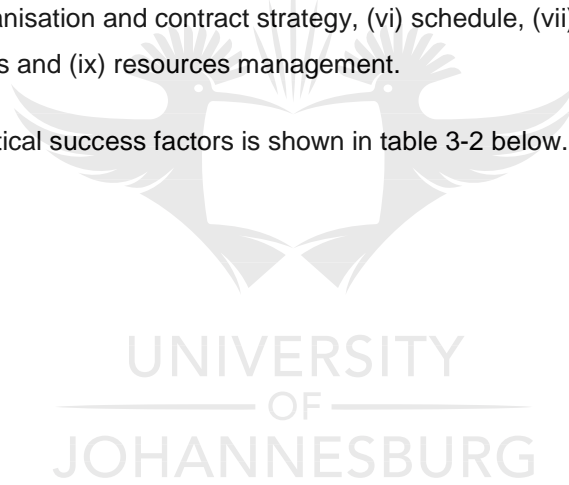 anisation and contract strategy, (vi) schedule, (vii)
s and (ix) resources management.
tical success factors is shown in table 3-2 below.
UNIVERSITY
OF
JOHANNESBURG